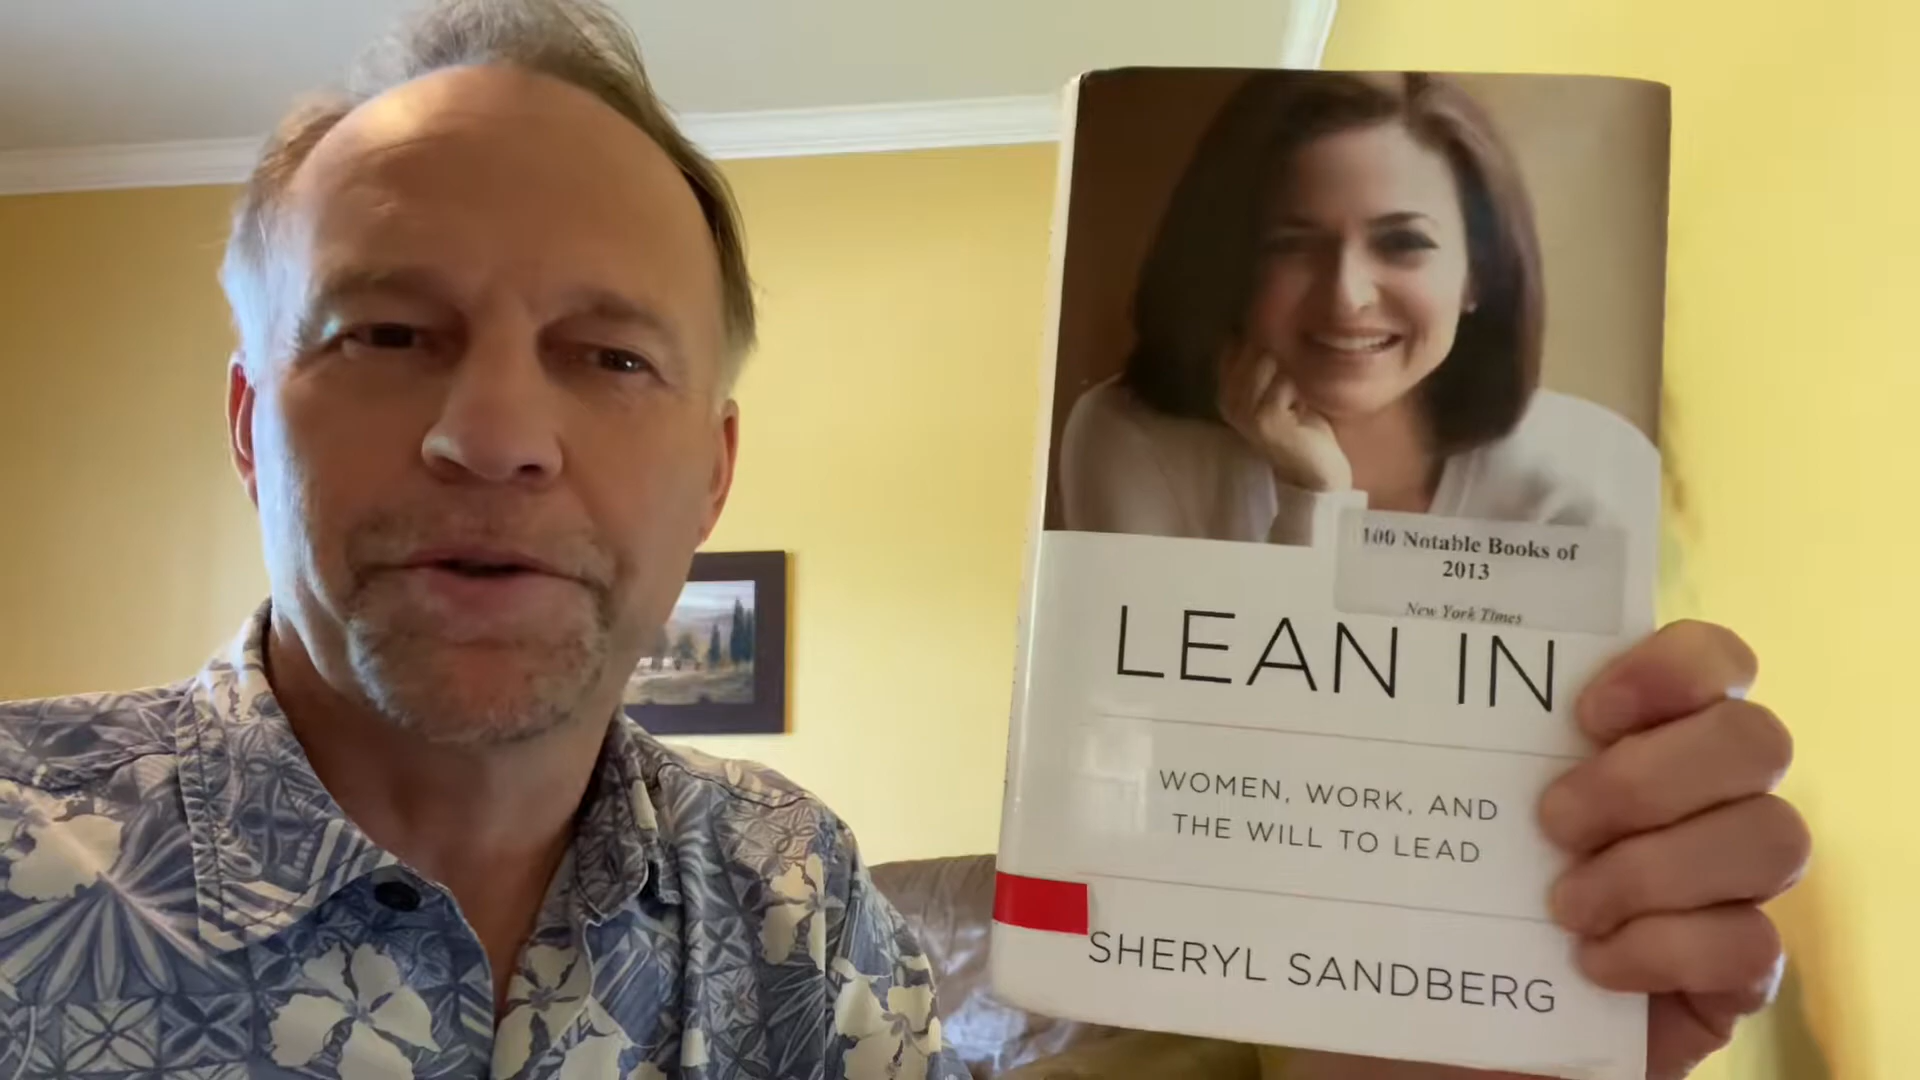 100 Notable Books of
2013
New York Times
LEAN IN
WOMEN, WORK, AND
THE WILL TO LEAD
SHERYL SANDBERG